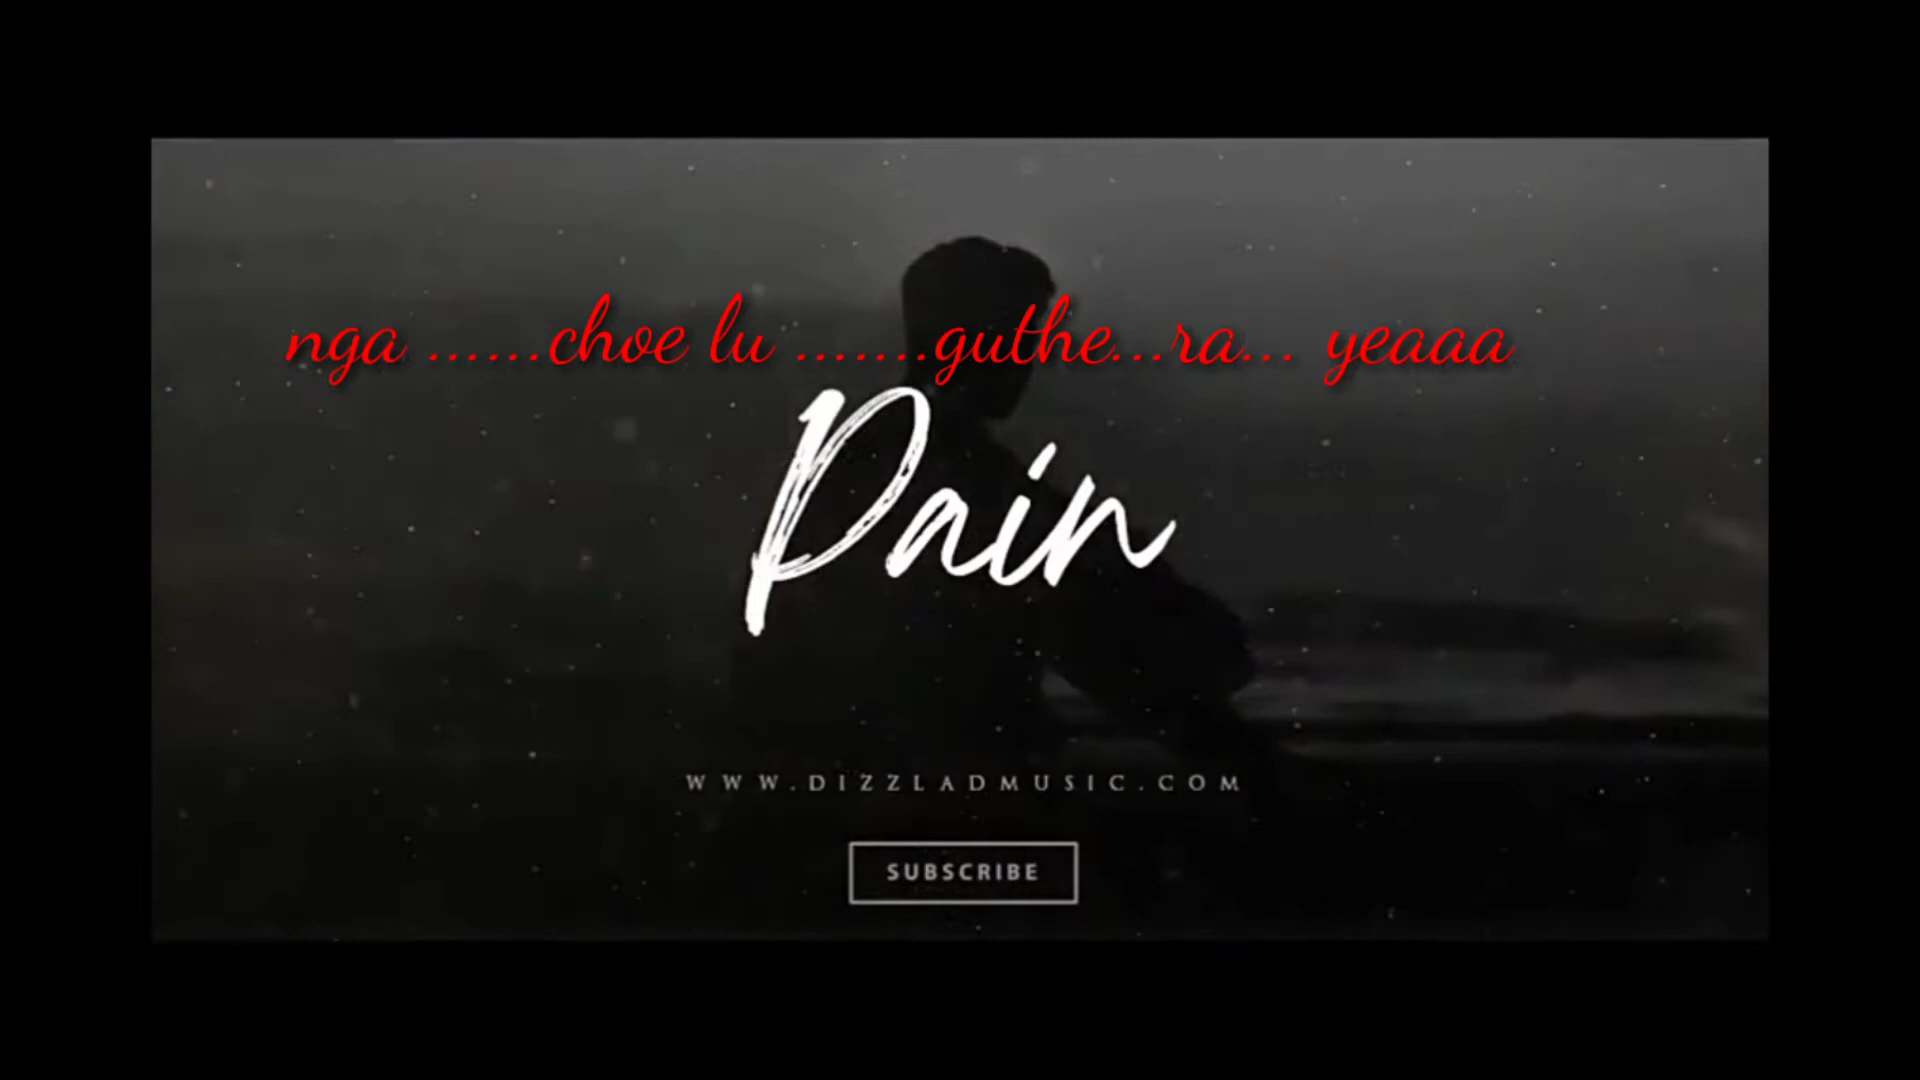 nga ......choe lu .......guthe...ra... yeaaa
Pain
WWW.DIZZLADMUSIC.COM
SUBSCRIBE